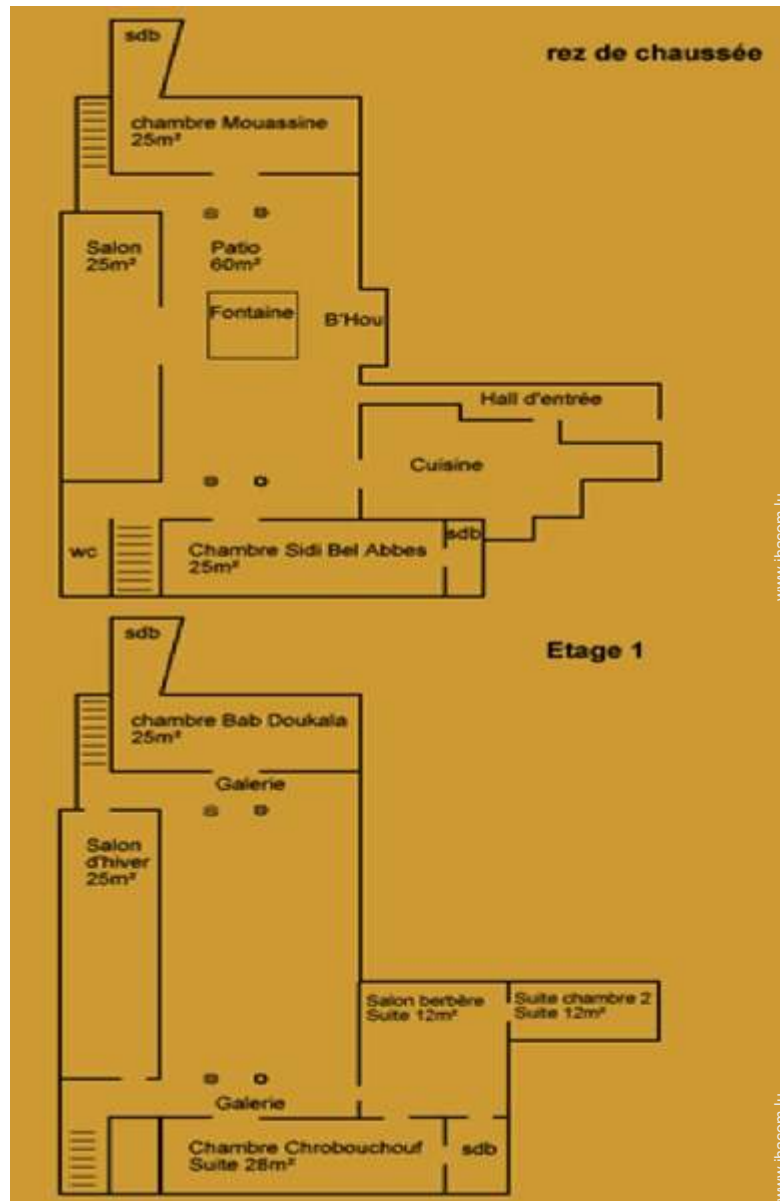 sdb
rez de chaussée
chambre Mouassine
25m²
Salon
25m²
Patio
60m²
Fontaine
B'Hou
Hall d'entrée
Cuisine
wc
Chambre Sidi Bel Abbes
25m²
sdb
sdb
Etage 1
chambre Bab Doukala
25m²
Galerie
Salon
d'hiver
25m²
Salon berbère
Suite 12m²
Suite chambre 2
Suite 12m²
Galerie
Chambre Chrobouchouf
Suite 28m²
sdb